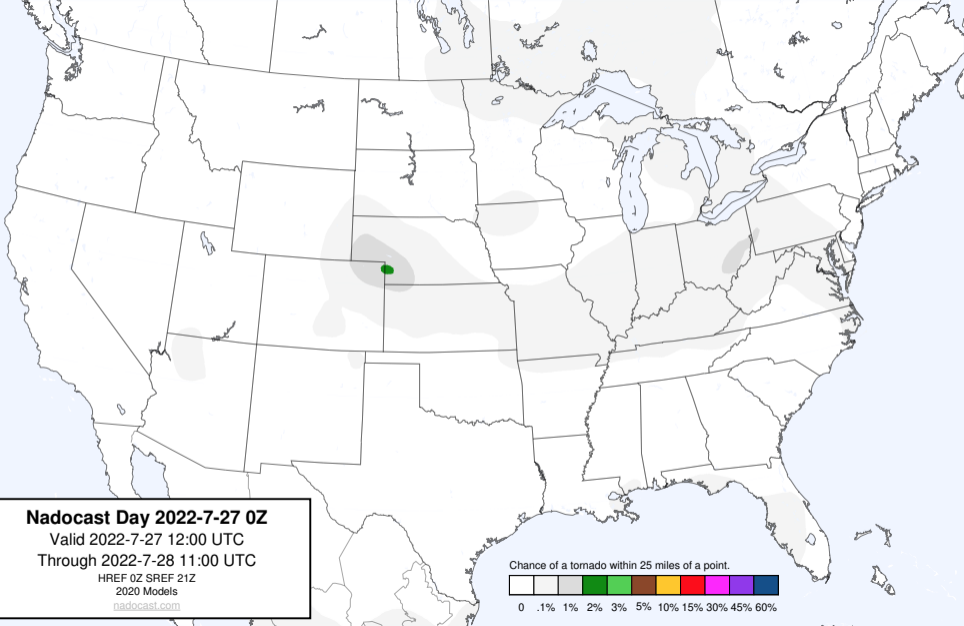 Nadocast Day 2022-7-27 0Z
Valid 2022-7-27 12:00 UTC
Through 2022-7-28 11:00 UTC
HREF 0Z SREF 21Z
2020 Models
nadocast.com
Chance of a tornado within 25 miles of a point.
0 .1% 1% 2% 3% 5% 10% 15% 30% 45% 60%